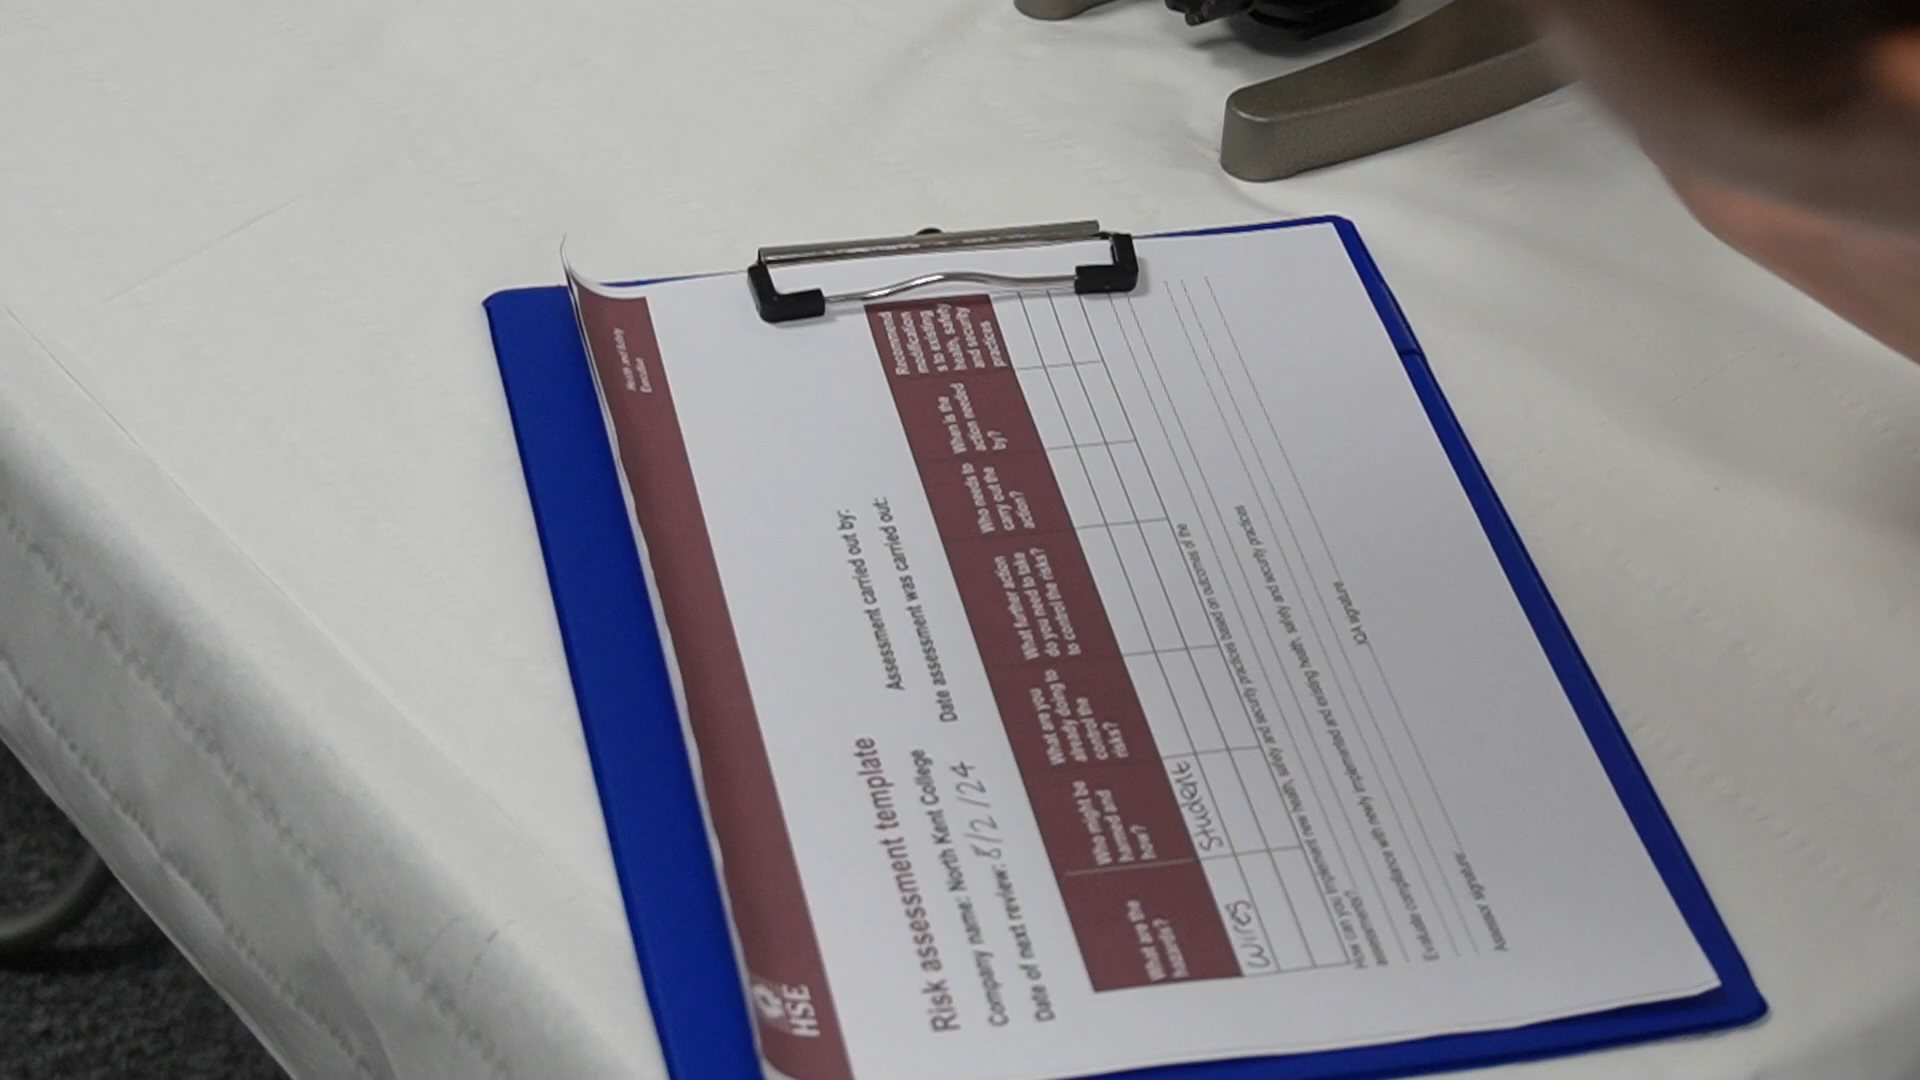 HSE
Health and Safety
Executive
Risk assessment template
Company name: North Kent College
Assessment carried out by:
Date of next review: 8/2/24
Date assessment was carried out:
What are the
hazards?
Who might be
harmed and
how?
What are you
already doing to
control the
risks?
What further action
do you need to take
to control the risks?
Who needs to
carry out the
action?
When is the
action needed
by?
Recommend
modification
s to existing
health, safety
and security
practices
Wires
Student
How can you implement new health, safety and security practices based on outcomes of the
assessments?
Evaluate compliance with newly implemented and existing health, safety and security practices
Assessor signature
IQA signature